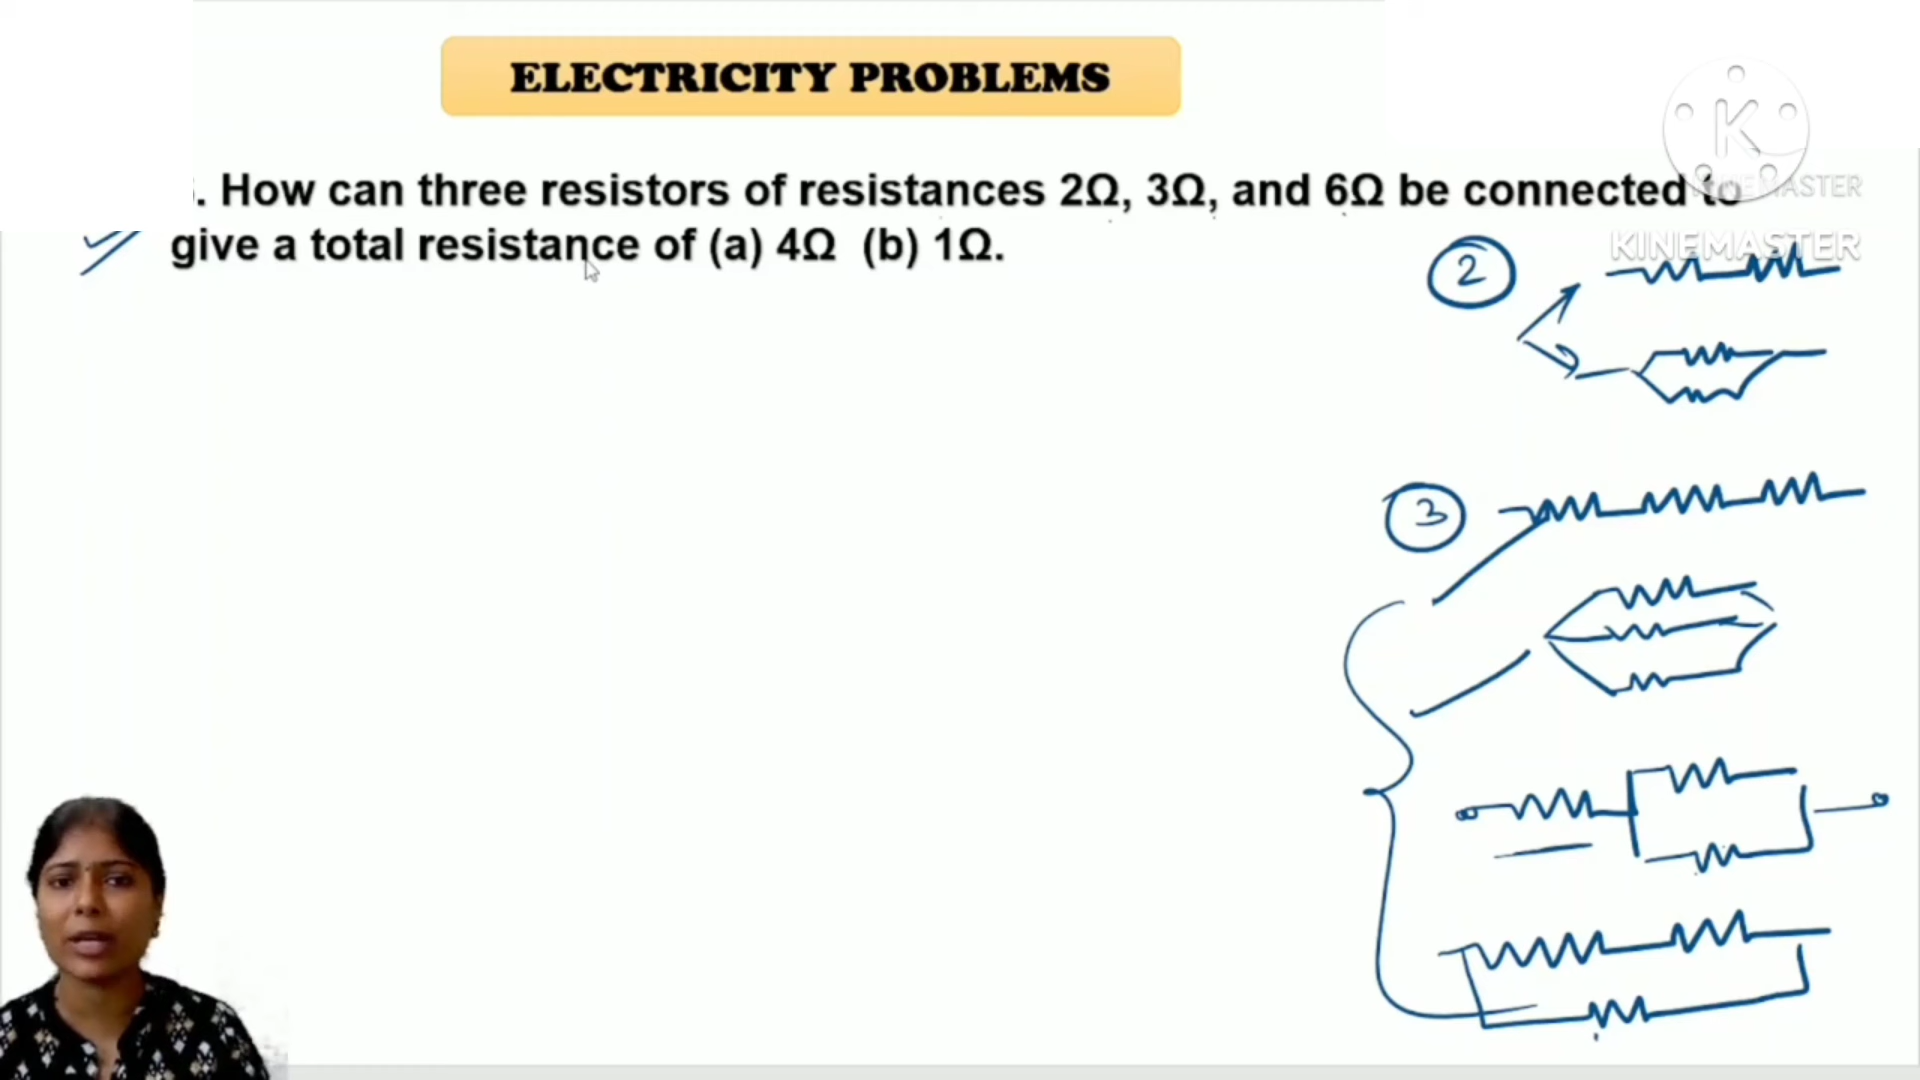 ELECTRICITY PROBLEMS
. How can three resistors of resistances 2Ω, 3Ω, and 6Ω be connected to
give a total resistance of (a) 4Ω (b) 1Ω.
K
KINEMASTER
KINEMASTER
2
3